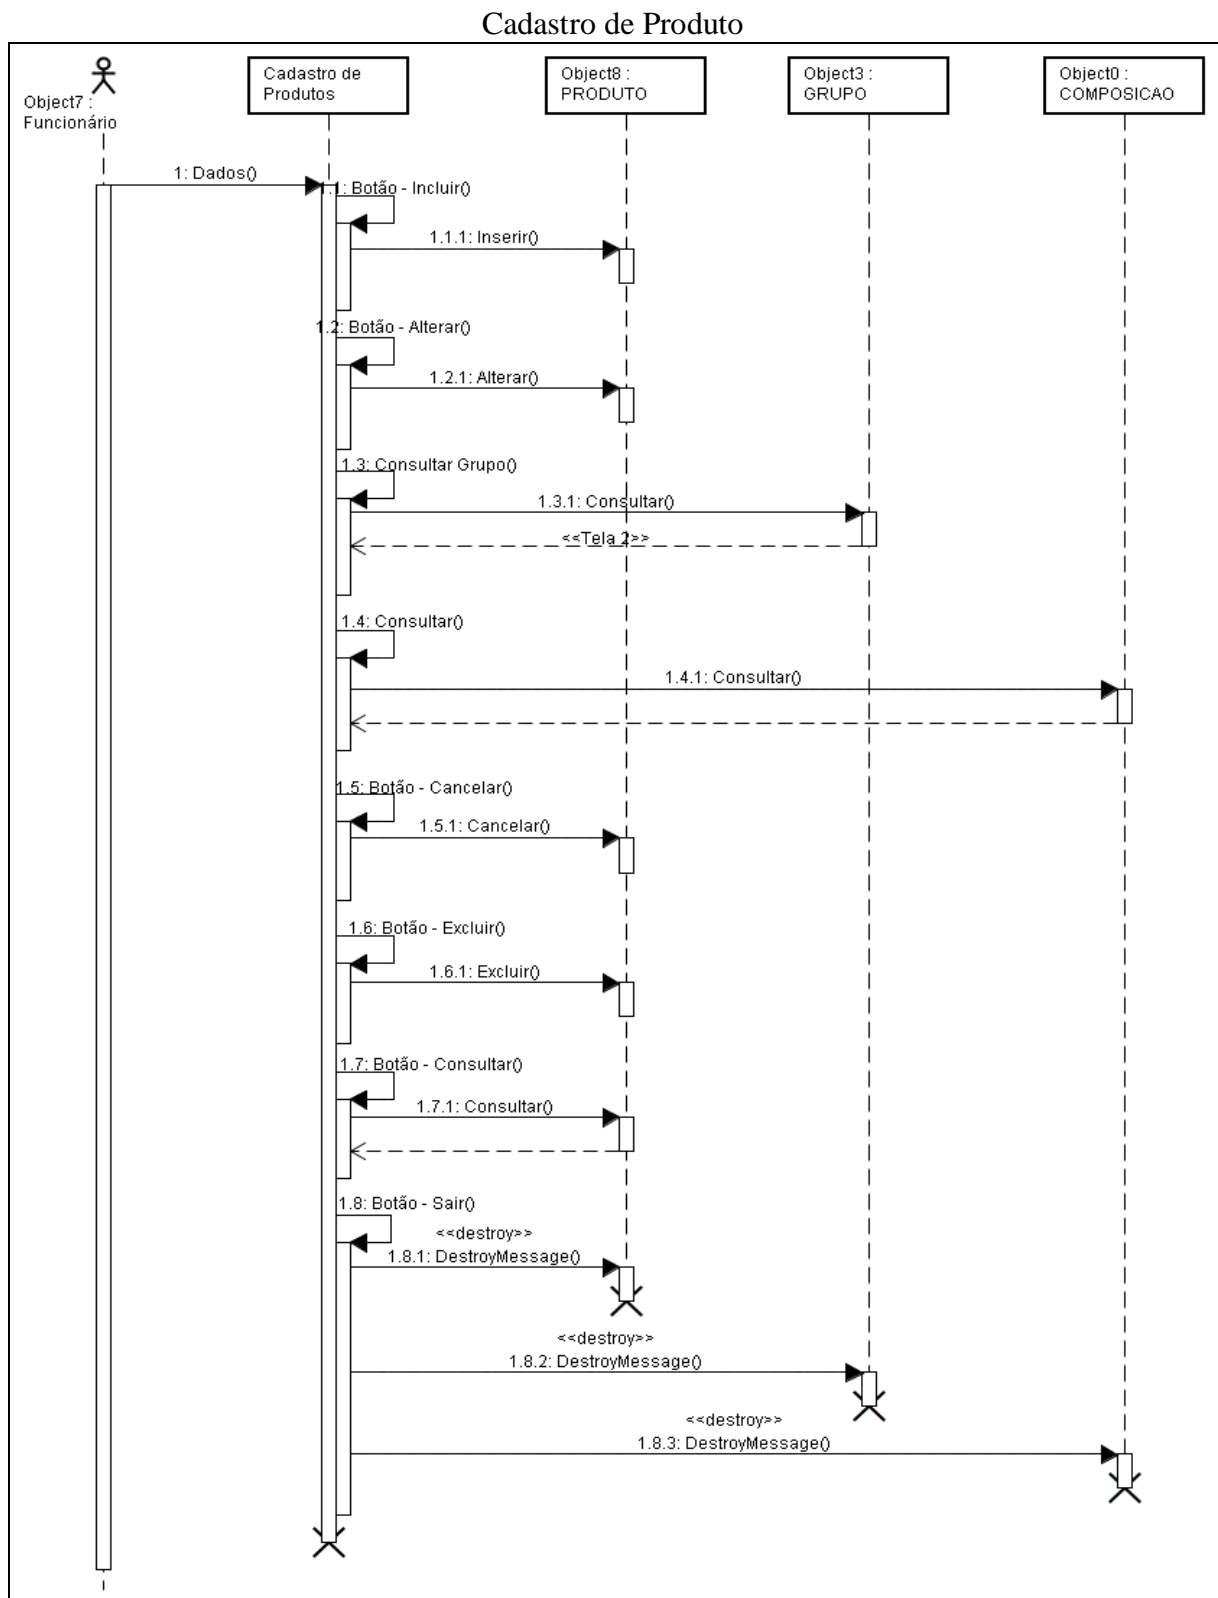 Cadastro de Produto
Object7 :
Funcionário
Cadastro de
Produtos
Object8 :
PRODUTO
Object3 :
GRUPO
Object0 :
COMPOSICAO
1: Dados()
1.1: Botão - Incluir()
1.1.1: Inserir()
1.2: Botão - Alterar()
1.2.1: Alterar()
1.3: Consultar Grupo()
1.3.1: Consultar()
<<Tela 2>>
1.4: Consultar()
1.4.1: Consultar()
1.5: Botão - Cancelar()
1.5.1: Cancelar()
1.6: Botão - Excluir()
1.6.1: Excluir()
1.7: Botão - Consultar()
1.7.1: Consultar()
1.8: Botão - Sair()
<<destroy>>
1.8.1: DestroyMessage()
<<destroy>>
1.8.2: DestroyMessage()
<<destroy>>
1.8.3: DestroyMessage()